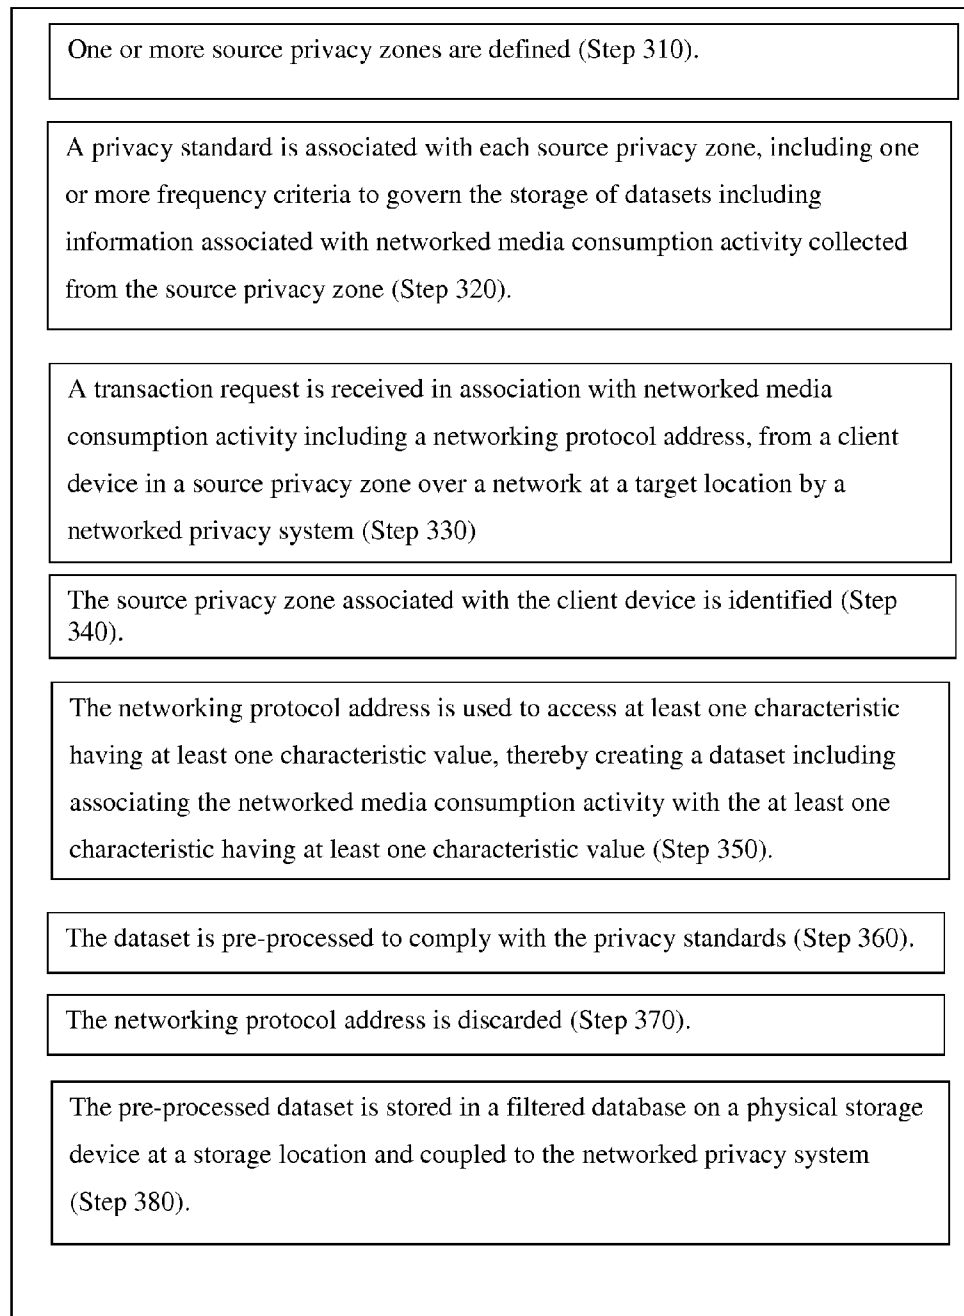 One or more source privacy zones are defined (Step 310).
A privacy standard is associated with each source privacy zone, including one
or more frequency criteria to govern the storage of datasets including
information associated with networked media consumption activity collected
from the source privacy zone (Step 320).
A transaction request is received in association with networked media
consumption activity including a networking protocol address, from a client
device in a source privacy zone over a network at a target location by a
networked privacy system (Step 330)
The source privacy zone associated with the client device is identified (Step
340).
The networking protocol address is used to access at least one characteristic
having at least one characteristic value, thereby creating a dataset including
associating the networked media consumption activity with the at least one
characteristic having at least one characteristic value (Step 350).
The dataset is pre-processed to comply with the privacy standards (Step 360).
The networking protocol address is discarded (Step 370).
The pre-processed dataset is stored in a filtered database on a physical storage
device at a storage location and coupled to the networked privacy system
(Step 380).